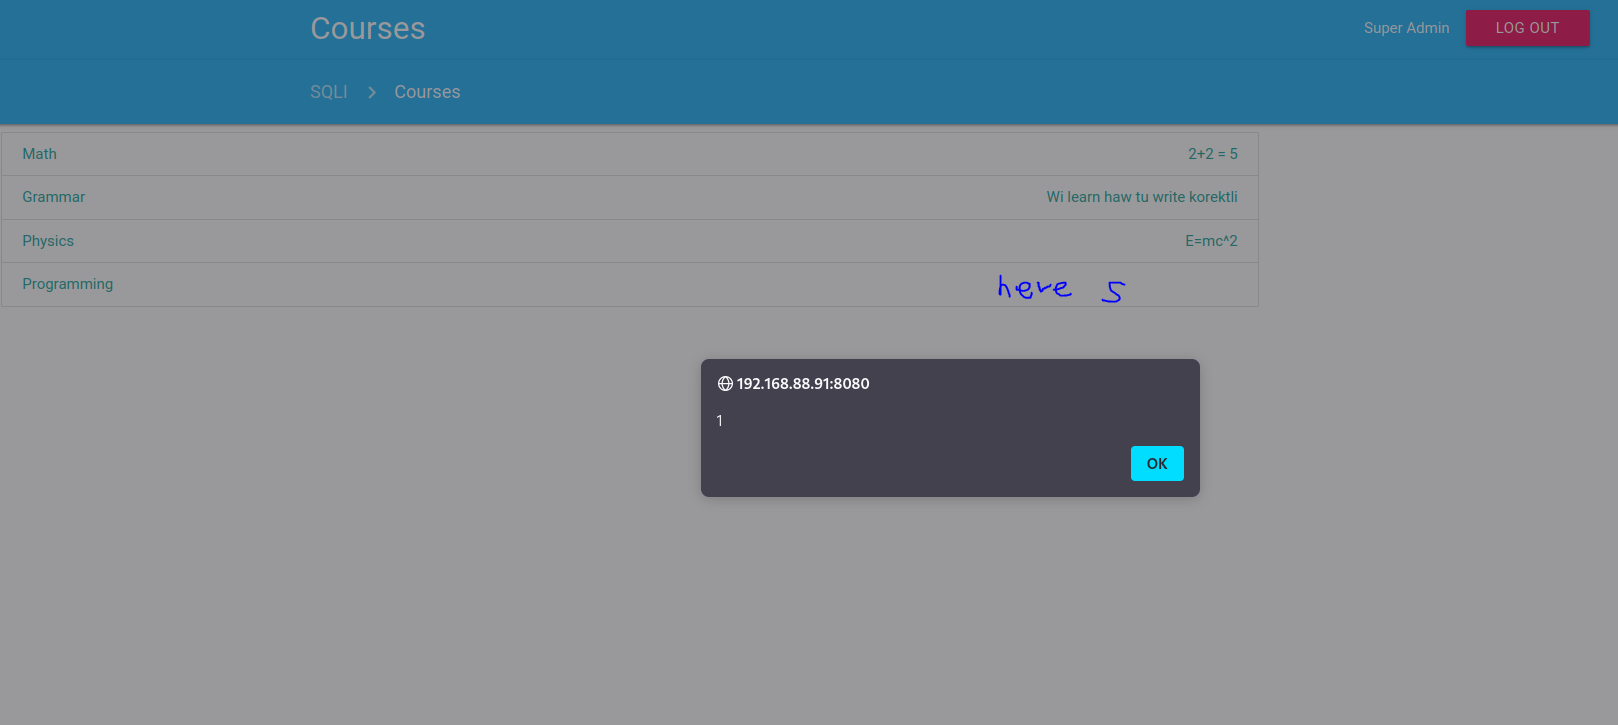 Courses
Super Admin
LOG OUT
SQLI > Courses
Math 2+2 = 5
Grammar Wi learn haw tu write korektli
Physics E=mc^2
Programming here 5
192.168.88.91:8080
1
OK